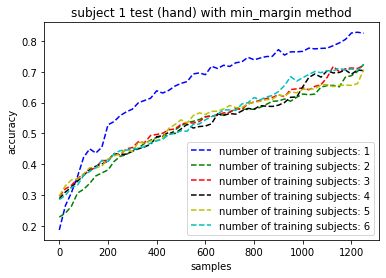 subject 1 test (hand) with min_margin method
accuracy
0.8
0.7
0.6
0.5
0.4
0.3
0.2
number of training subjects: 1
number of training subjects: 2
number of training subjects: 3
number of training subjects: 4
number of training subjects: 5
number of training subjects: 6
0
200
400
600
800
1000
1200
samples